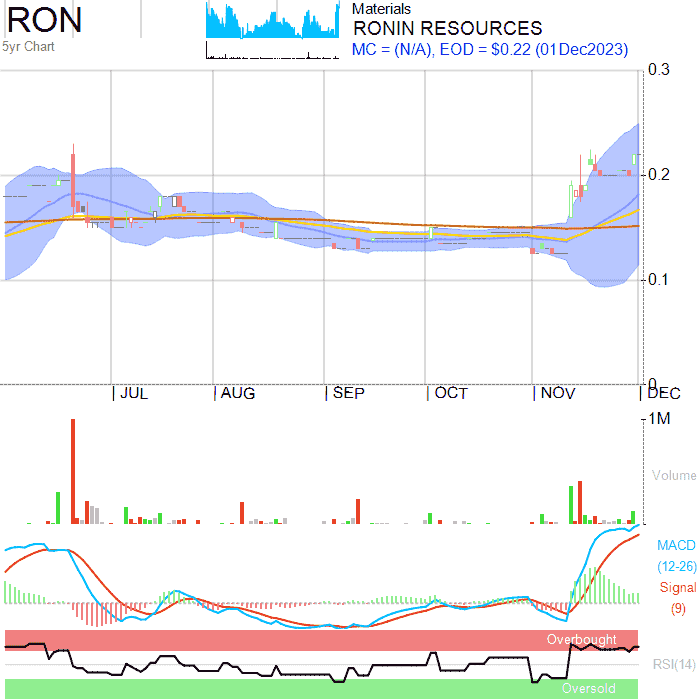 RON
5yr Chart
Materials
RONIN RESOURCES
MC = (N/A), EOD = $0.22 (01Dec2023)
0.3
0.2
0.1
0
JUL AUG SEP OCT NOV DEC
1M
Volume
MACD
(12-26)
Signal
(9)
Overbought
RSI(14)
Oversold